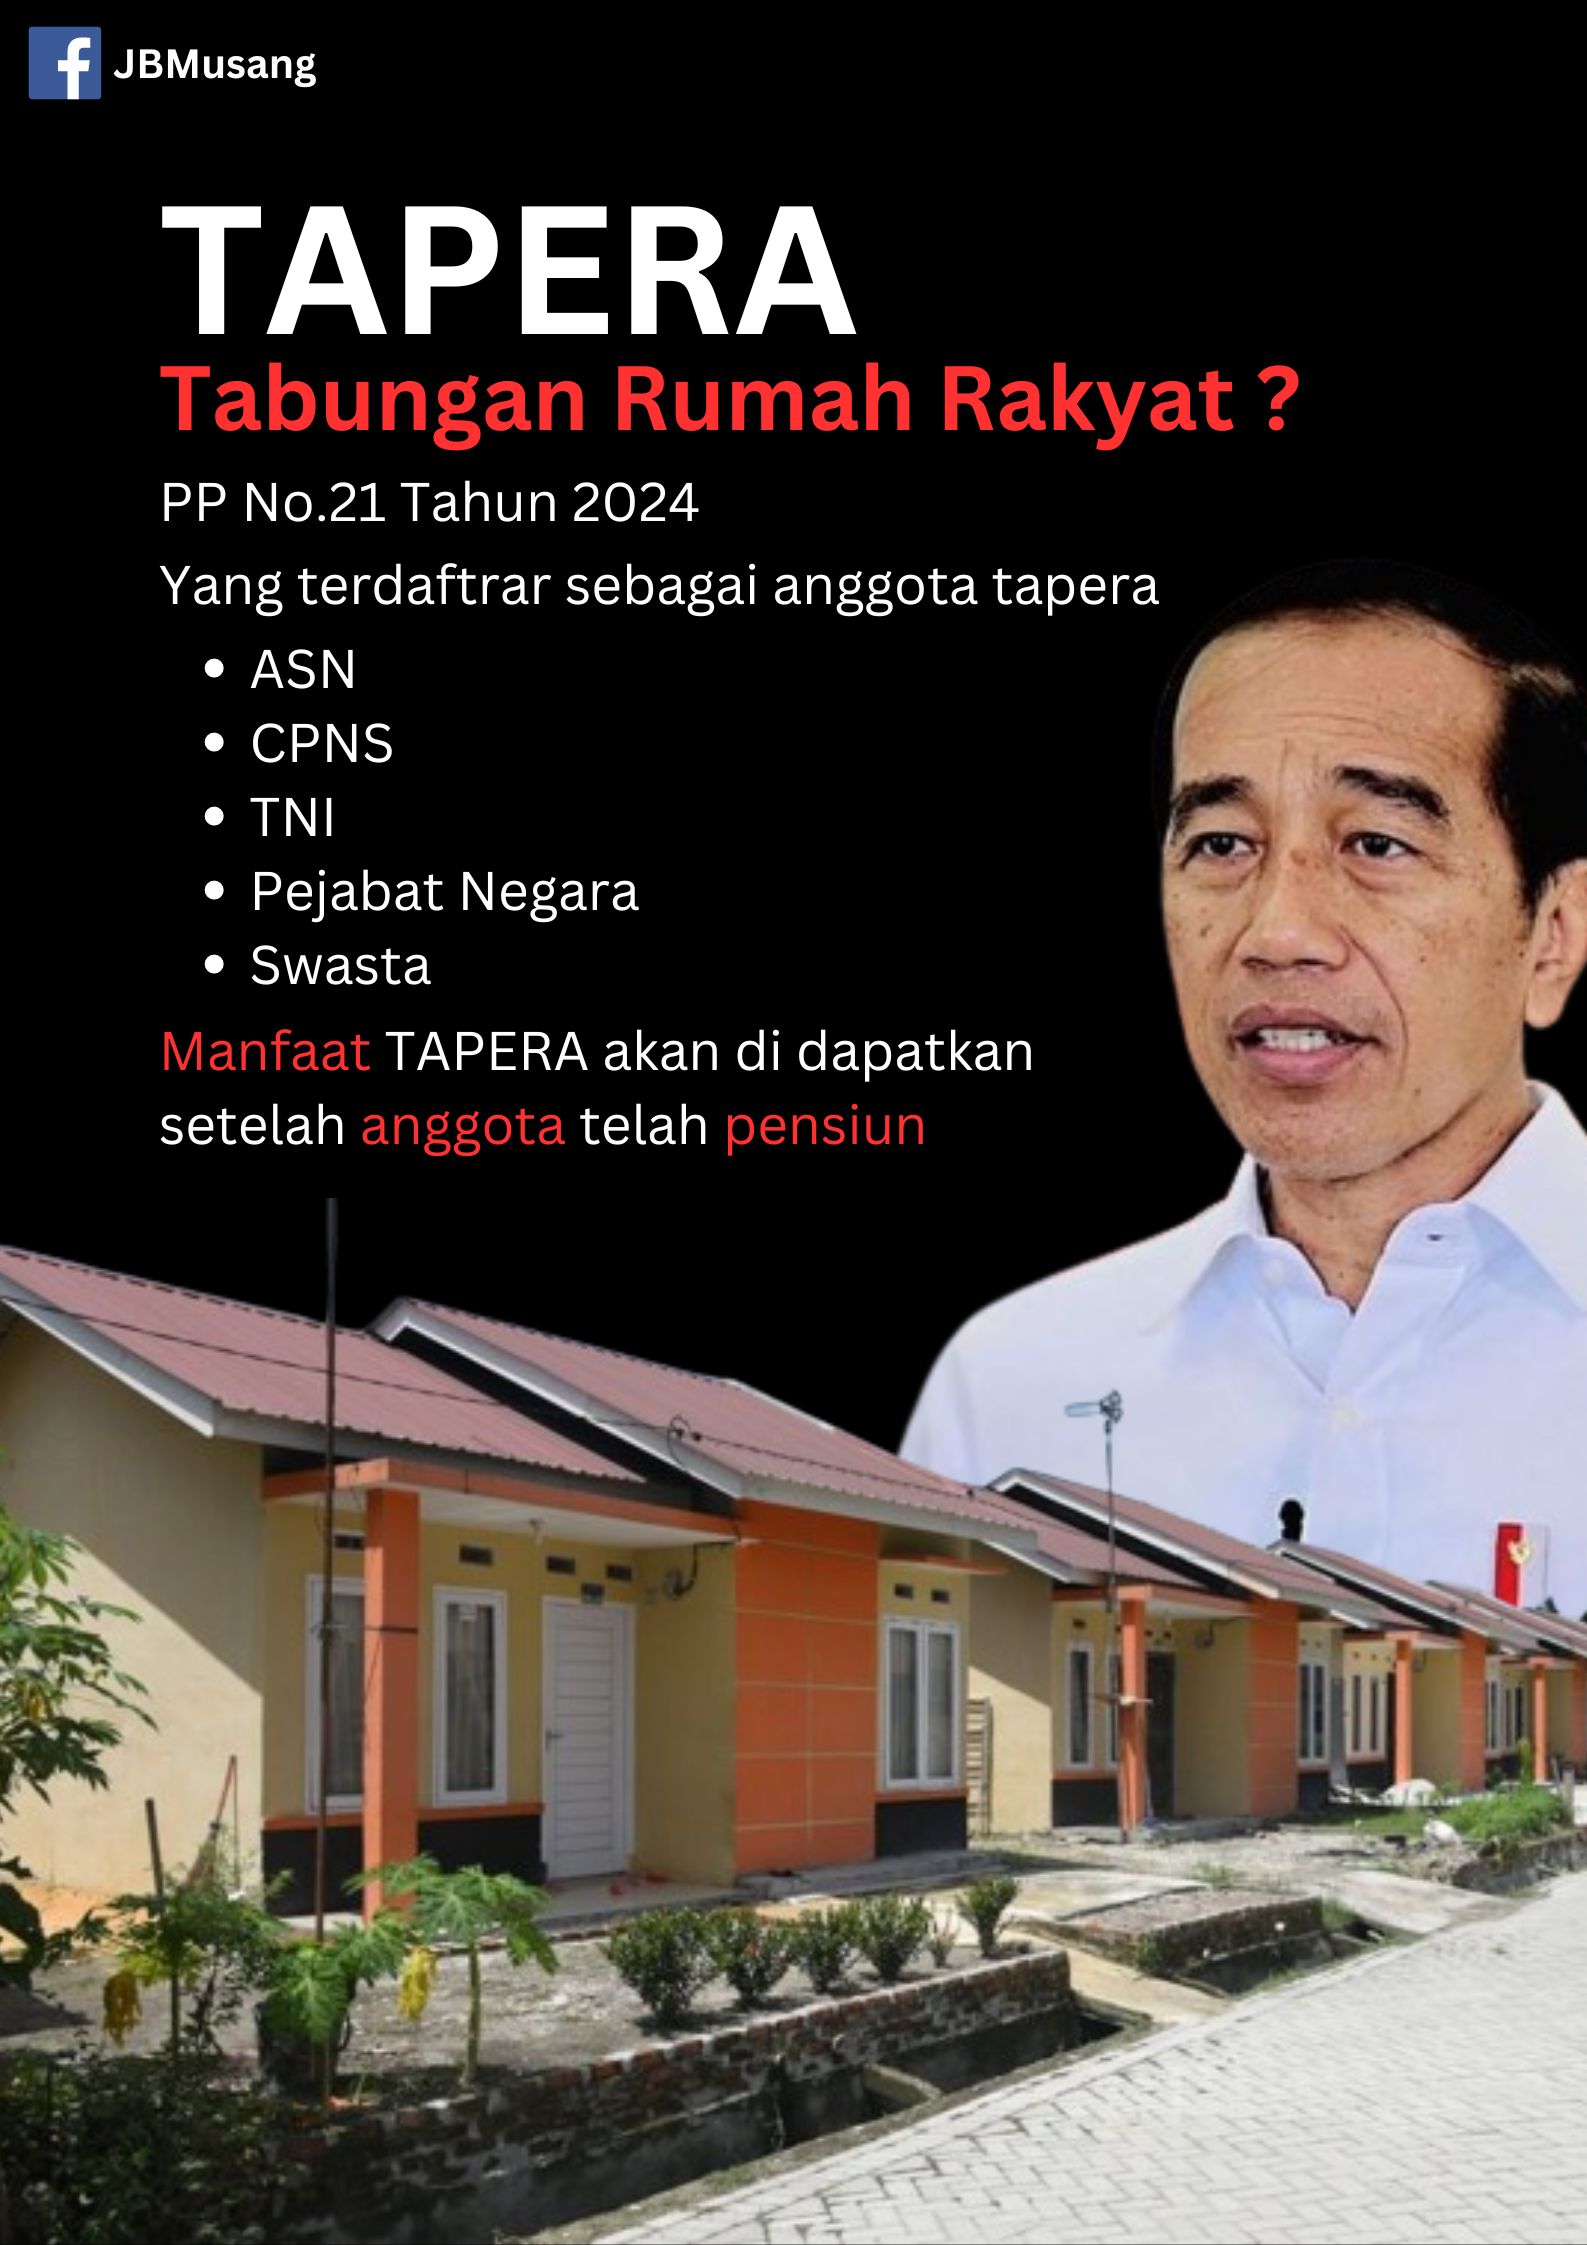 JBMusang
TAPERA
Tabungan Rumah Rakyat ?
PP No.21 Tahun 2024
Yang terdaftrar sebagai anggota tapera
• ASN
• CPNS
• TNI
• Pejabat Negara
• Swasta
Manfaat TAPERA akan di dapatkan
setelah anggota telah pensiun